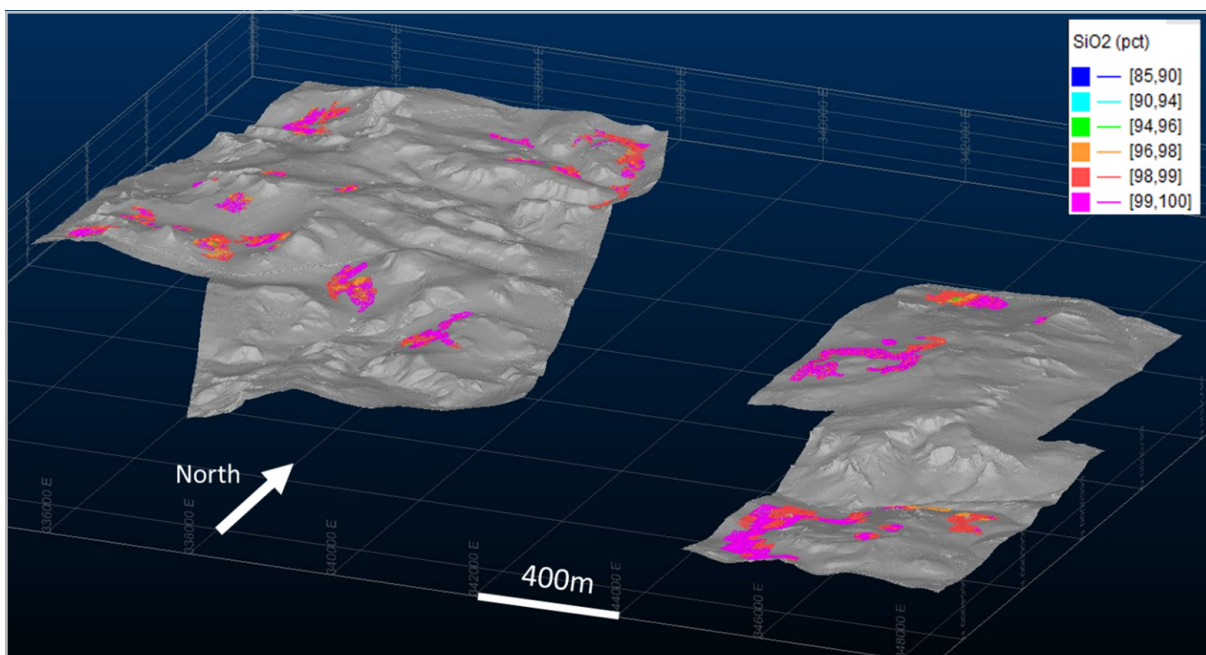 SiO2 (pct)
[85,90]
[90,94]
[94,96]
[96,98]
[98,99]
[99,100]
North
400m
336000 E
338000 E
340000 E
342000 E
344000 E
346000 E
348000 E